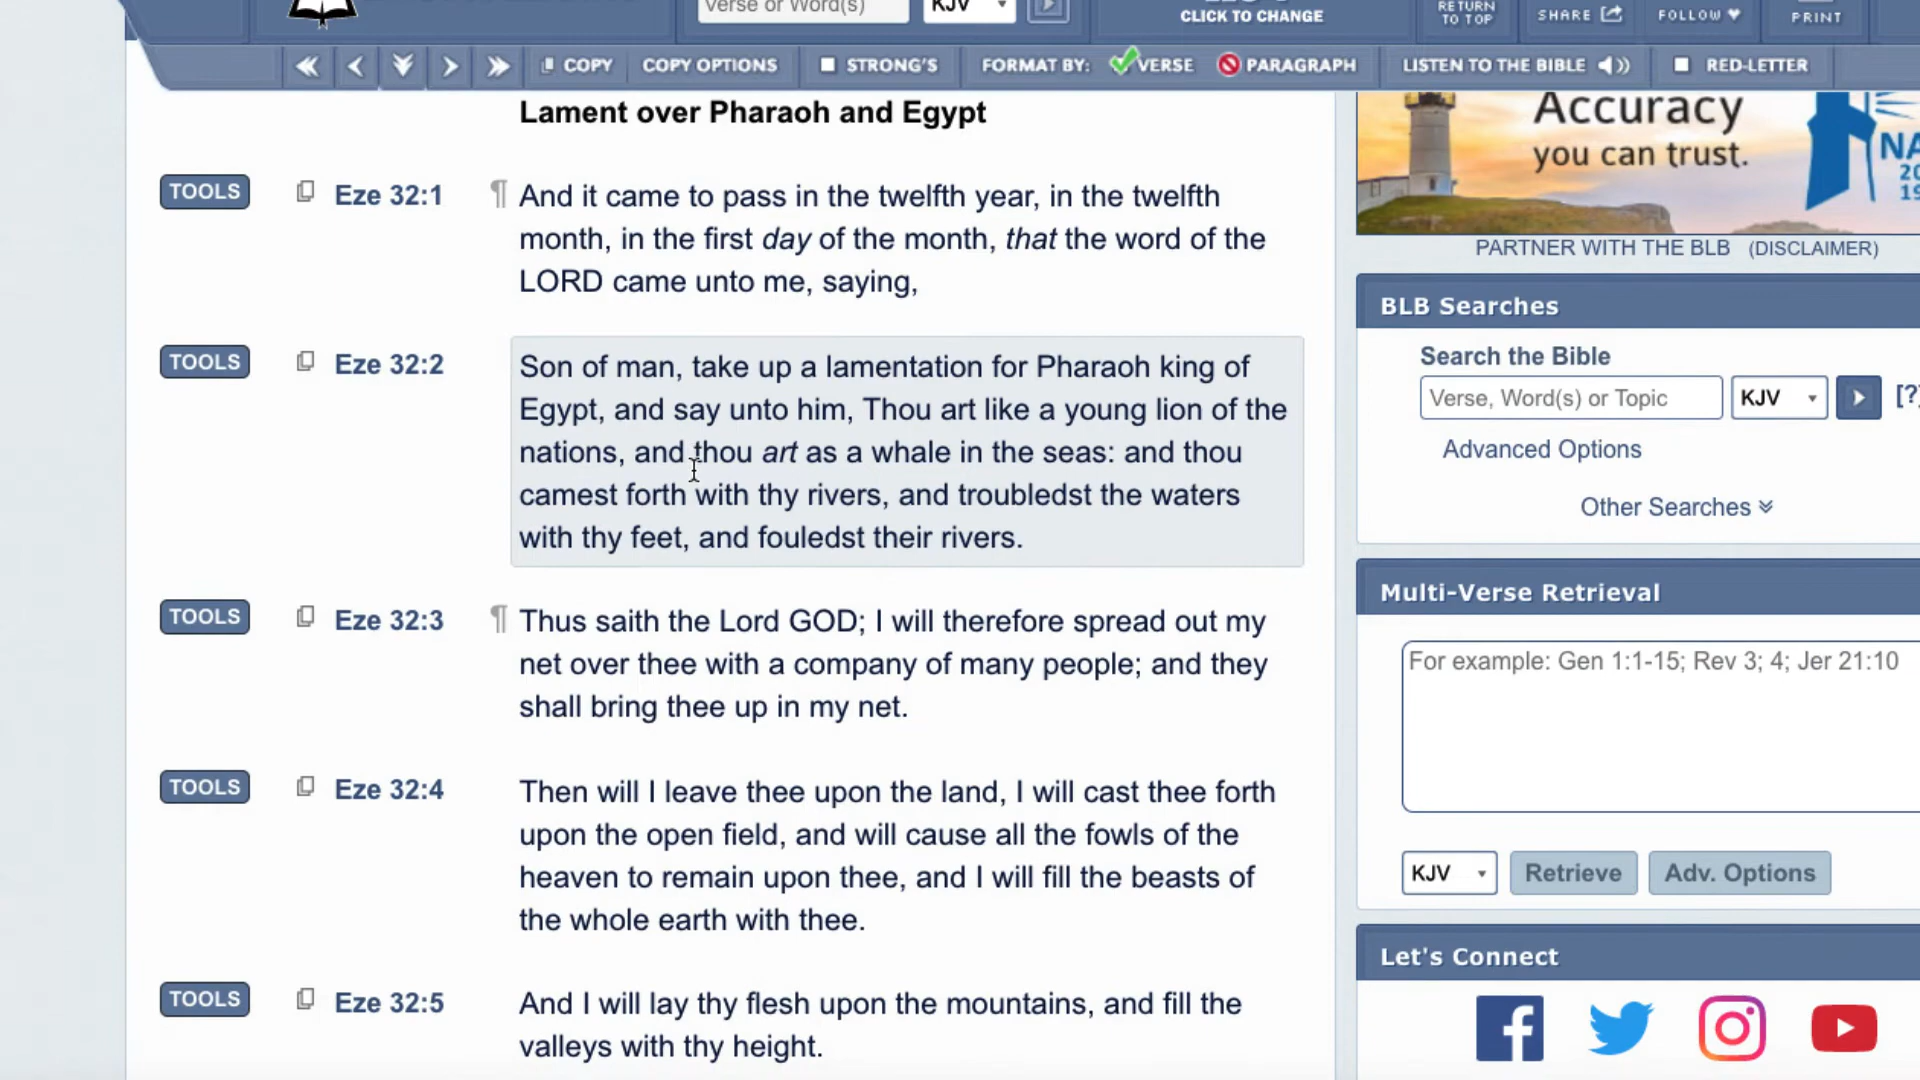 Verse or Word(s)
KJV
CLICK TO CHANGE
RETURN
TO TOP
SHARE
FOLLOW
PRINT
COPY
COPY OPTIONS
STRONG'S
FORMAT BY:
VERSE
PARAGRAPH
LISTEN TO THE BIBLE
RED-LETTER
Lament over Pharaoh and Egypt
TOOLS
Eze 32:1
¶ And it came to pass in the twelfth year, in the twelfth
month, in the first day of the month, that the word of the
LORD came unto me, saying,
TOOLS
Eze 32:2
Son of man, take up a lamentation for Pharaoh king of
Egypt, and say unto him, Thou art like a young lion of the
nations, and thou art as a whale in the seas: and thou
camest forth with thy rivers, and troubledst the waters
with thy feet, and fouledst their rivers.
TOOLS
Eze 32:3
¶ Thus saith the Lord GOD; I will therefore spread out my
net over thee with a company of many people; and they
shall bring thee up in my net.
TOOLS
Eze 32:4
Then will I leave thee upon the land, I will cast thee forth
upon the open field, and will cause all the fowls of the
heaven to remain upon thee, and I will fill the beasts of
the whole earth with thee.
TOOLS
Eze 32:5
And I will lay thy flesh upon the mountains, and fill the
valleys with thy height.
Accuracy
you can trust.
NA
20
19
PARTNER WITH THE BLB (DISCLAIMER)
BLB Searches
Search the Bible
Verse, Word(s) or Topic
KJV
[?]
Advanced Options
Other Searches
Multi-Verse Retrieval
For example: Gen 1:1-15; Rev 3; 4; Jer 21:10
KJV
Retrieve
Adv. Options
Let's Connect